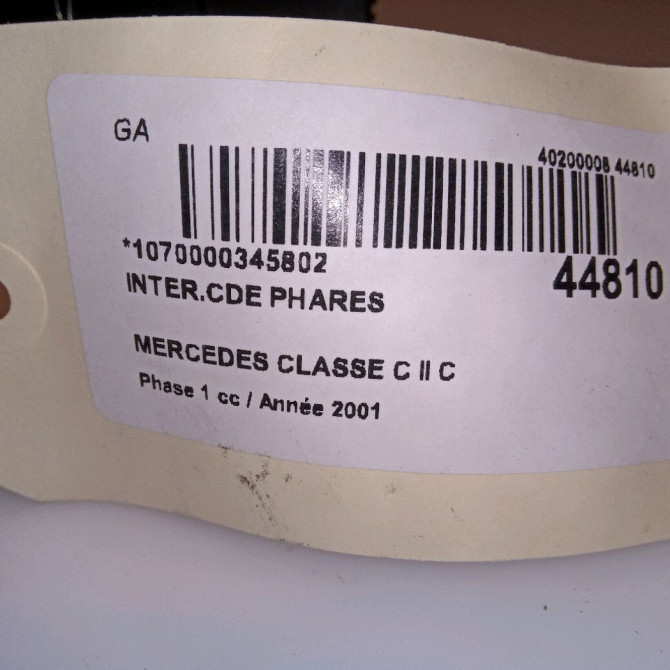 GA
40200008 44810
*1070000345802
44810
INTER.CDE PHARES
MERCEDES CLASSE C II C
Phase 1 cc / Année 2001